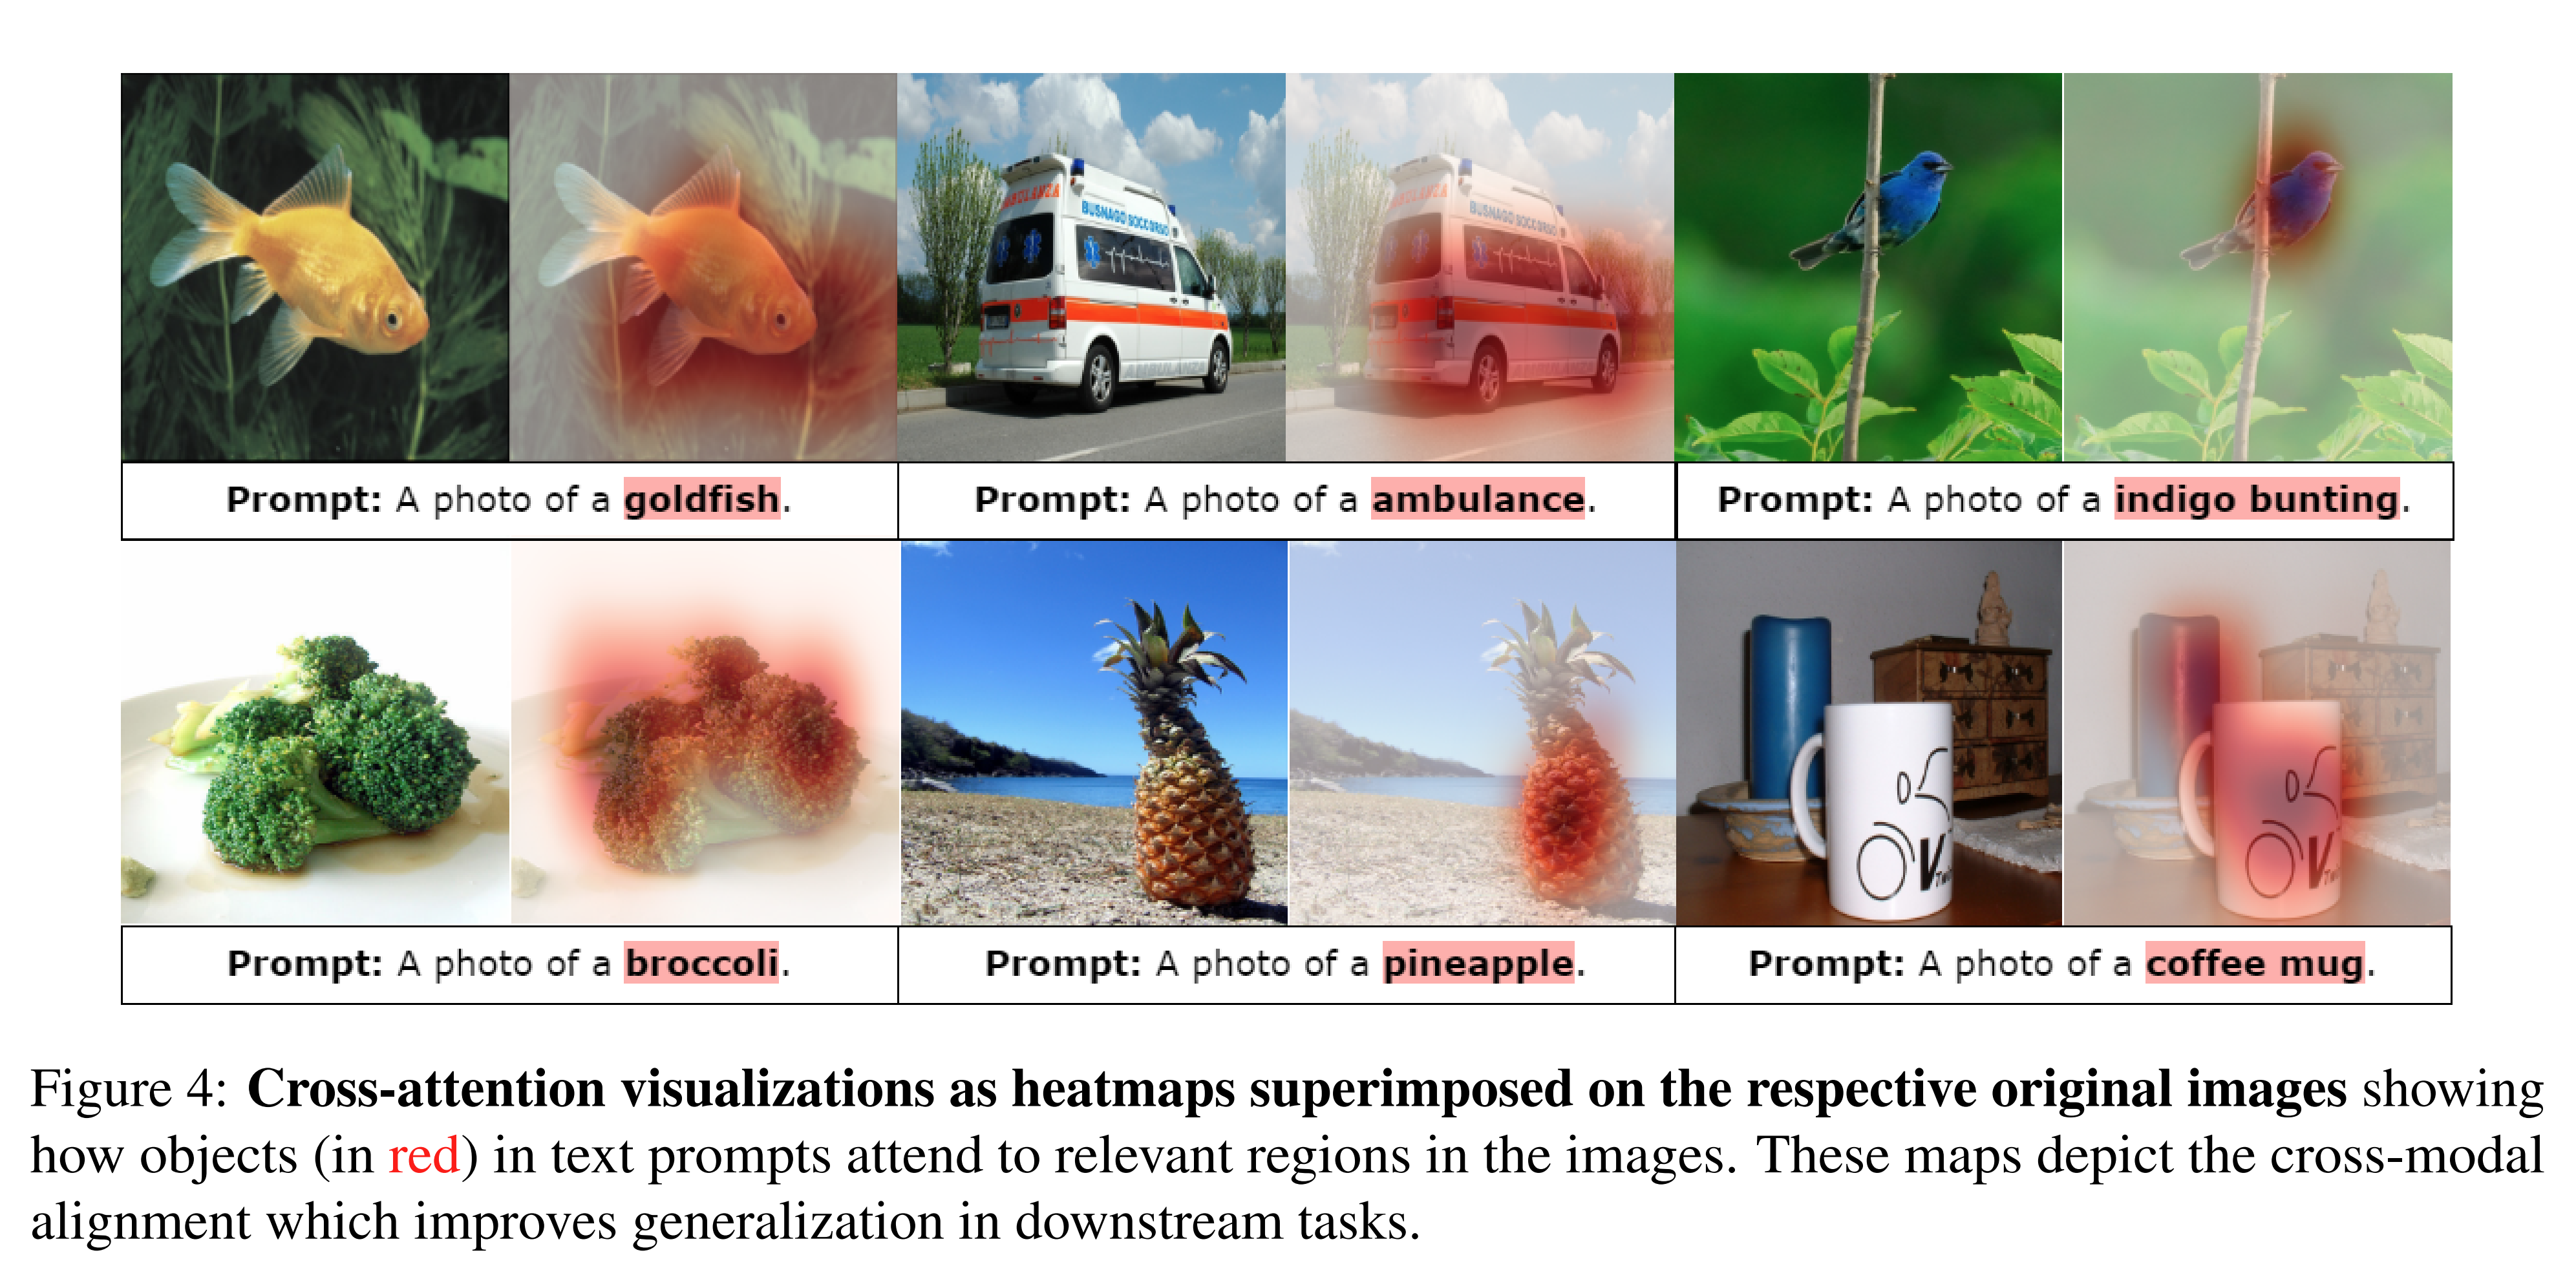 AMBULANZA
BUSNAGO SOCCORSO
AMBULANZA
BUSNAGO SOCCORSO
Prompt: A photo of a goldfish.
Prompt: A photo of a ambulance.
Prompt: A photo of a indigo bunting.
V
V
Prompt: A photo of a broccoli.
Prompt: A photo of a pineapple.
Prompt: A photo of a coffee mug.
Figure 4: Cross-attention visualizations as heatmaps superimposed on the respective original images showing
how objects (in red) in text prompts attend to relevant regions in the images. These maps depict the cross-modal
alignment which improves generalization in downstream tasks.